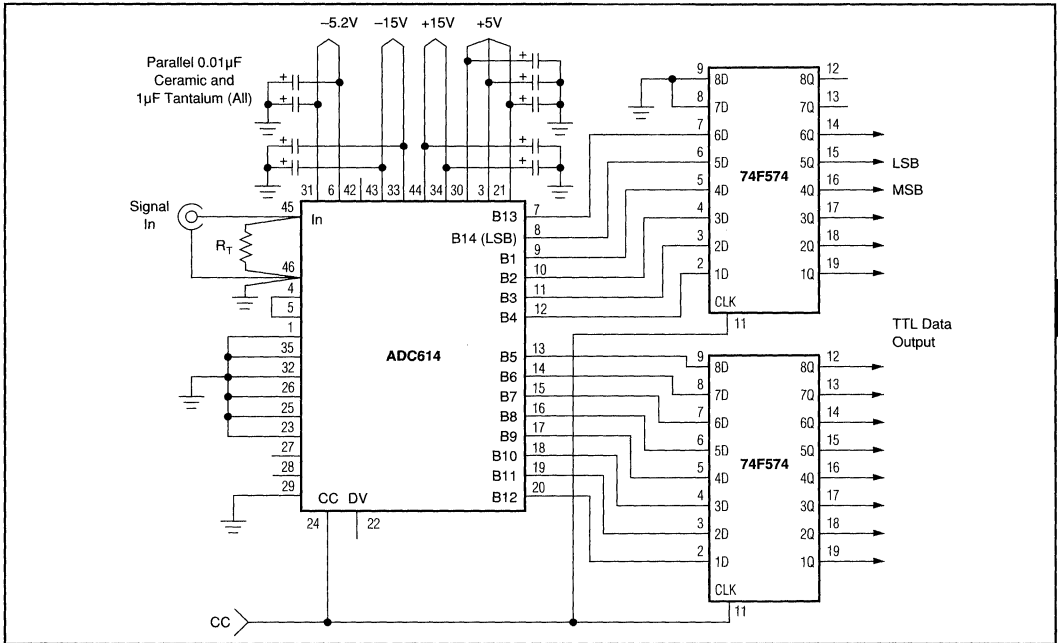 –5.2V –15V +15V +5V
Parallel 0.01µF
Ceramic and
1µF Tantalum (All)
+ +
+ +
+
+ +
+ +
31 6 42 43 33 44 34 30 3 21
Signal
In
45 In
R_T
46
4
5
1
35
32
26
25
23
27
28
29
ADC614
CC DV
24 22
B13 7
B14 (LSB) 8
B1 9
B2 10
B3 11
B4 12
B5 13
B6 14
B7 15
B8 16
B9 17
B10 18
B11 19
B12 20
9 8D 8Q 12
8 7D 7Q 13
7 6D 6Q 14
6 5D 5Q 15 LSB
74F574
5 4D 4Q 16 MSB
4 3D 3Q 17
3 2D 2Q 18
2 1D 1Q 19
CLK
11
TTL Data
Output
9 8D 8Q 12
8 7D 7Q 13
7 6D 6Q 14
6 5D 5Q 15
74F574
5 4D 4Q 16
4 3D 3Q 17
3 2D 2Q 18
2 1D 1Q 19
CLK
11
CC